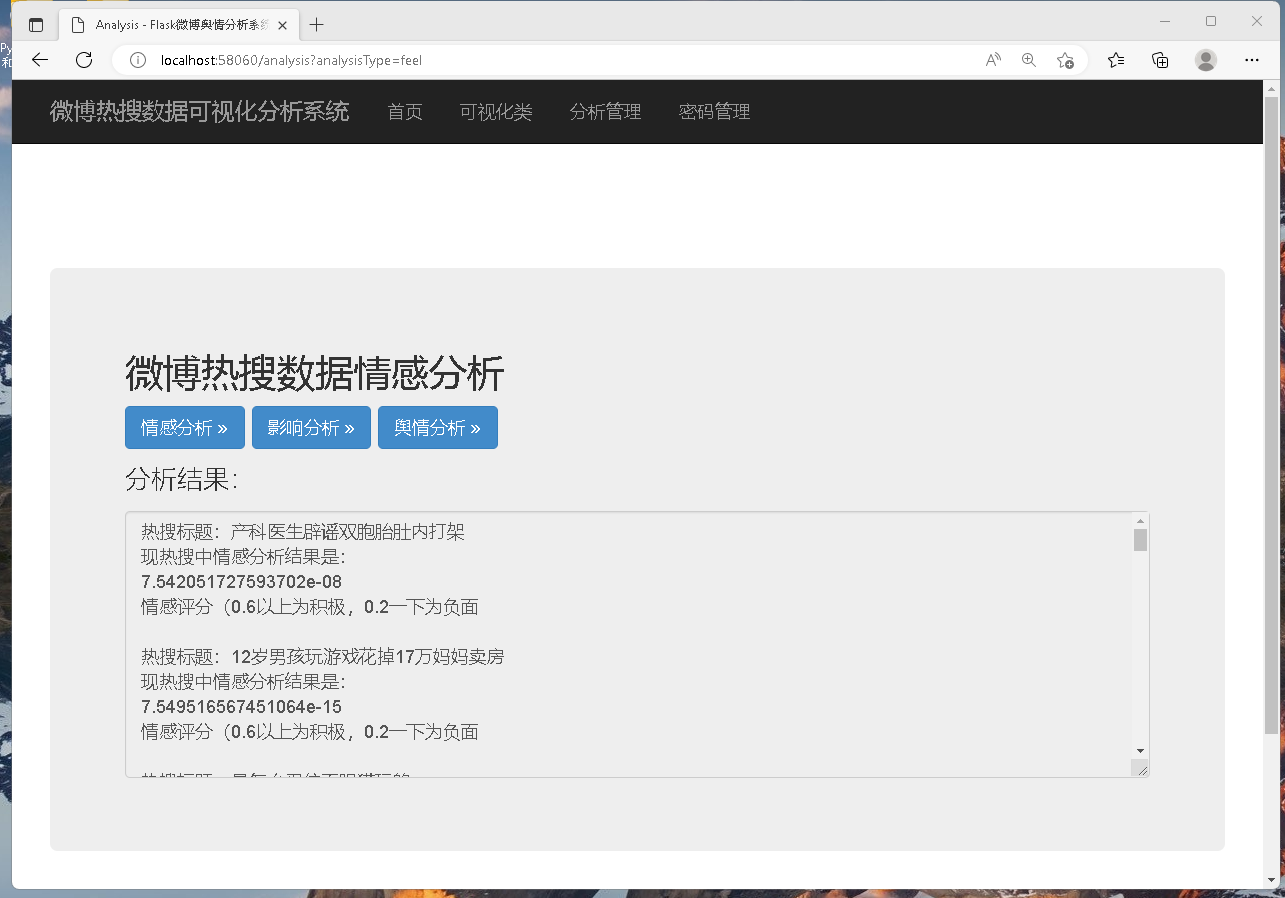 Analysis - Flask微博舆情分析系统
Py
和
localhost:58060/analysis?analysisType=feel
微博热搜数据可视化分析系统 首页 可视化类 分析管理 密码管理
微博热搜数据情感分析
情感分析 » 影响分析 » 舆情分析 »
分析结果：
热搜标题：产科医生辟谣双胞胎肚内打架
现热搜中情感分析结果是：
7.542051727593702e-08
情感评分（0.6以上为积极，0.2一下为负面
热搜标题：12岁男孩玩游戏花掉17万妈妈卖房
现热搜中情感分析结果是：
7.549516567451064e-15
情感评分（0.6以上为积极，0.2一下为负面